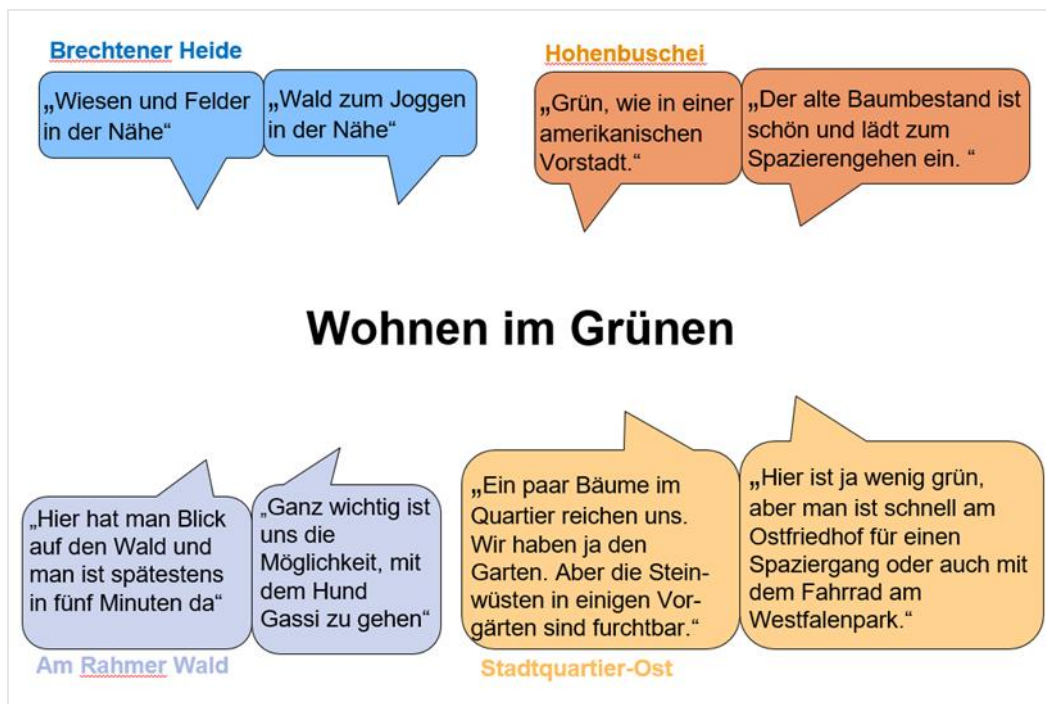 Brechtener Heide
„Wiesen und Felder
in der Nähe“
„Wald zum Joggen
in der Nähe“
Hohenbuschei
„Grün, wie in einer
amerikanischen
Vorstadt.“
„Der alte Baumbestand ist
schön und lädt zum
Spazierengehen ein. “
Wohnen im Grünen
„Hier hat man Blick
auf den Wald und
man ist spätestens
in fünf Minuten da“
„Ganz wichtig ist
uns die
Möglichkeit, mit
dem Hund
Gassi zu gehen“
Am Rahmer Wald
„Ein paar Bäume im
Quartier reichen uns.
Wir haben ja den
Garten. Aber die Stein-
wüsten in einigen Vor-
gärten sind furchtbar.“
„Hier ist ja wenig grün,
aber man ist schnell am
Ostfriedhof für einen
Spaziergang oder auch mit
dem Fahrrad am
Westfalenpark.“
Stadtquartier-Ost